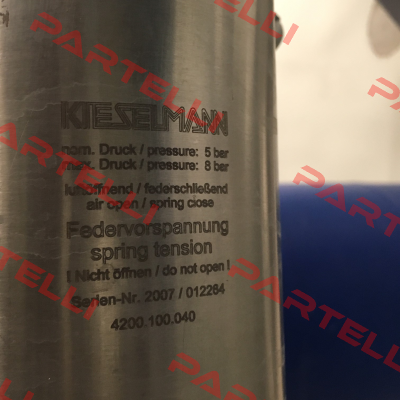 KIESELMANN
nom. Druck / pressure: 5 bar
max. Druck / pressure: 8 bar
luftöffnend / federschließend
air open / spring close
Federvorspannung
spring tension
! Nicht öffnen / do not open !
Serien-Nr. 2007 / 012264
4200.100.040
PARTELLI
PARTELLI
PARTELLI
PARTELLI
PARTELLI